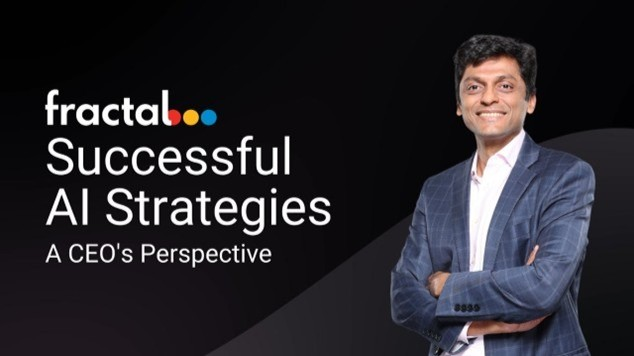 fractal
Successful
AI Strategies
A CEO's Perspective